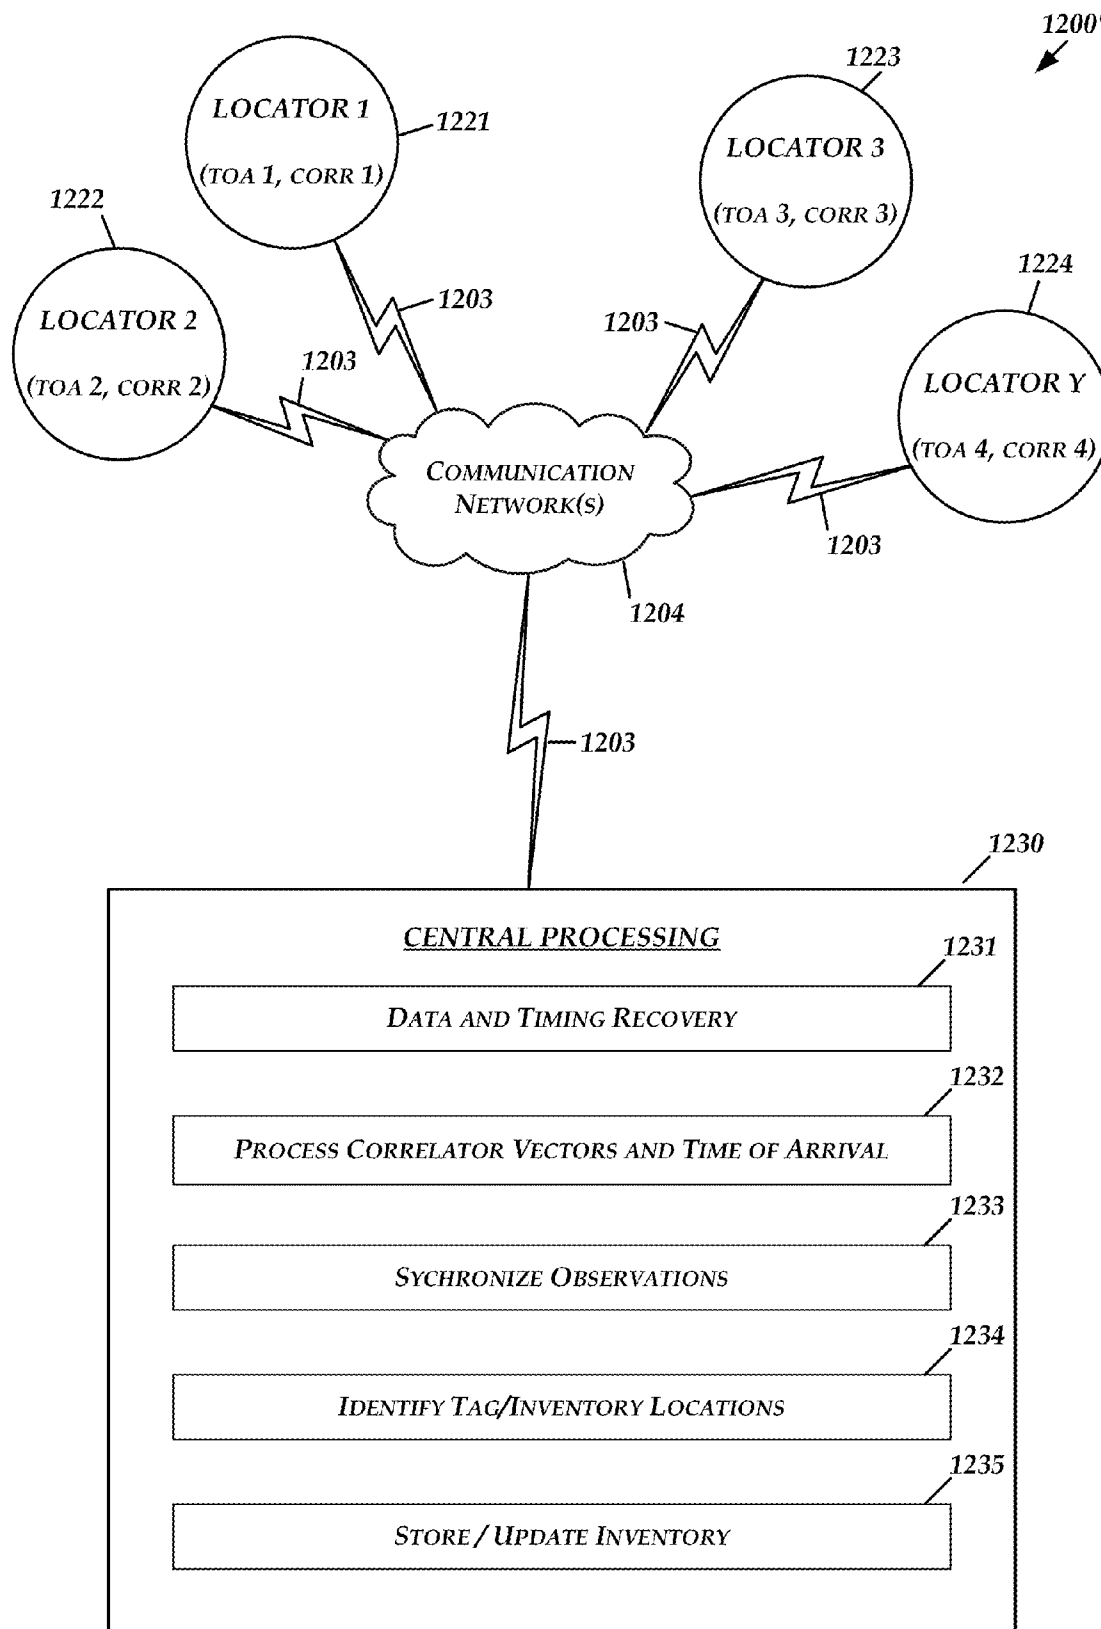 1200'
1223
LOCATOR 1
1221
(TOA 1, CORR 1)
LOCATOR 3
(TOA 3, CORR 3)
1222
1224
1203
1203
LOCATOR 2
(TOA 2, CORR 2)
1203
LOCATOR Y
(TOA 4, CORR 4)
COMMUNICATION
NETWORK(S)
1203
1204
1203
1230
CENTRAL PROCESSING
1231
DATA AND TIMING RECOVERY
1232
PROCESS CORRELATOR VECTORS AND TIME OF ARRIVAL
1233
SYCHRONIZE OBSERVATIONS
1234
IDENTIFY TAG/INVENTORY LOCATIONS
1235
STORE / UPDATE INVENTORY